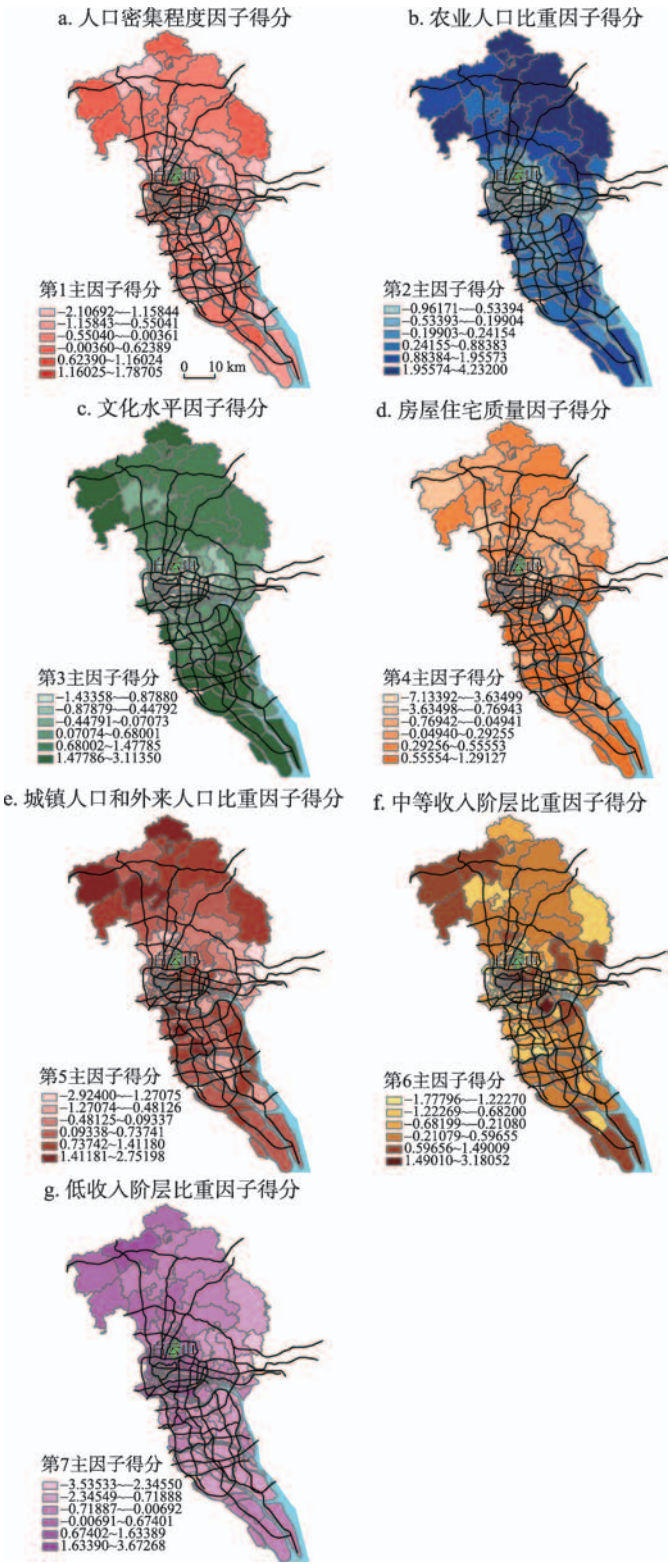 a. 人口密集程度因子得分
b. 农业人口比重因子得分
第1主因子得分
−2.10692~−1.15844
−1.15843~−0.55041
−0.55040~−0.00361
−0.00360~0.62389
0.62390~1.16024
1.16025~1.78705
0 10 km
第2主因子得分
−0.96171~−0.53394
−0.53393~−0.19904
−0.19903~0.24154
0.24155~0.88383
0.88384~1.95573
1.95574~4.23200
c. 文化水平因子得分
d. 房屋住宅质量因子得分
第3主因子得分
−1.43358~−0.87880
−0.87879~−0.44792
−0.44791~0.07073
0.07074~0.68001
0.68002~1.47785
1.47786~3.11350
第4主因子得分
−7.13392~−3.63499
−3.63498~−0.76943
−0.76942~−0.04941
−0.04940~0.29255
0.29256~0.55553
0.55554~1.29127
e. 城镇人口和外来人口比重因子得分
f. 中等收入阶层比重因子得分
第5主因子得分
−2.92400~−1.27075
−1.27074~−0.48126
−0.48125~0.09337
0.09338~0.73741
0.73742~1.41180
1.41181~2.75198
第6主因子得分
−1.77796~−1.22270
−1.22269~−0.68200
−0.68199~−0.21080
−0.21079~0.59655
0.59656~1.49009
1.49010~3.18052
g. 低收入阶层比重因子得分
第7主因子得分
−3.53533~−2.34550
−2.34549~−0.71888
−0.71887~−0.00692
−0.00691~0.67401
0.67402~1.63389
1.63390~3.67268